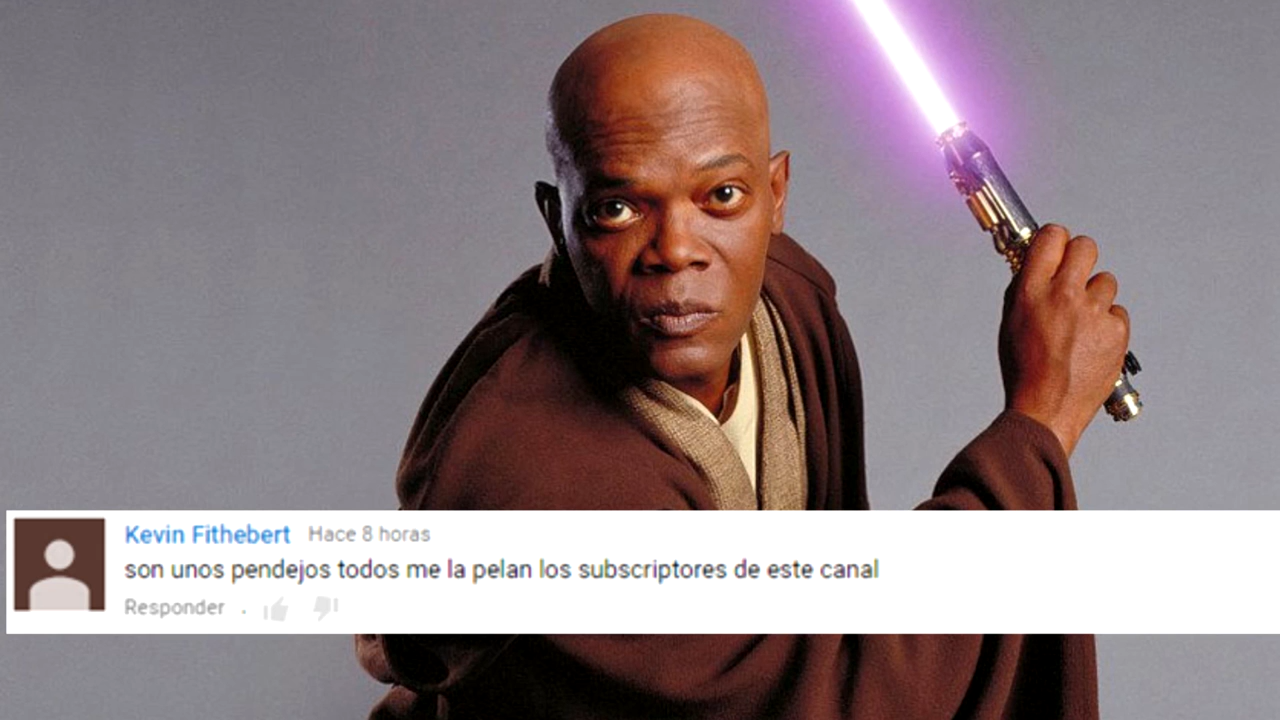 Kevin Fithebert Hace 8 horas
son unos pendejos todos me la pelan los subscriptores de este canal
Responder .